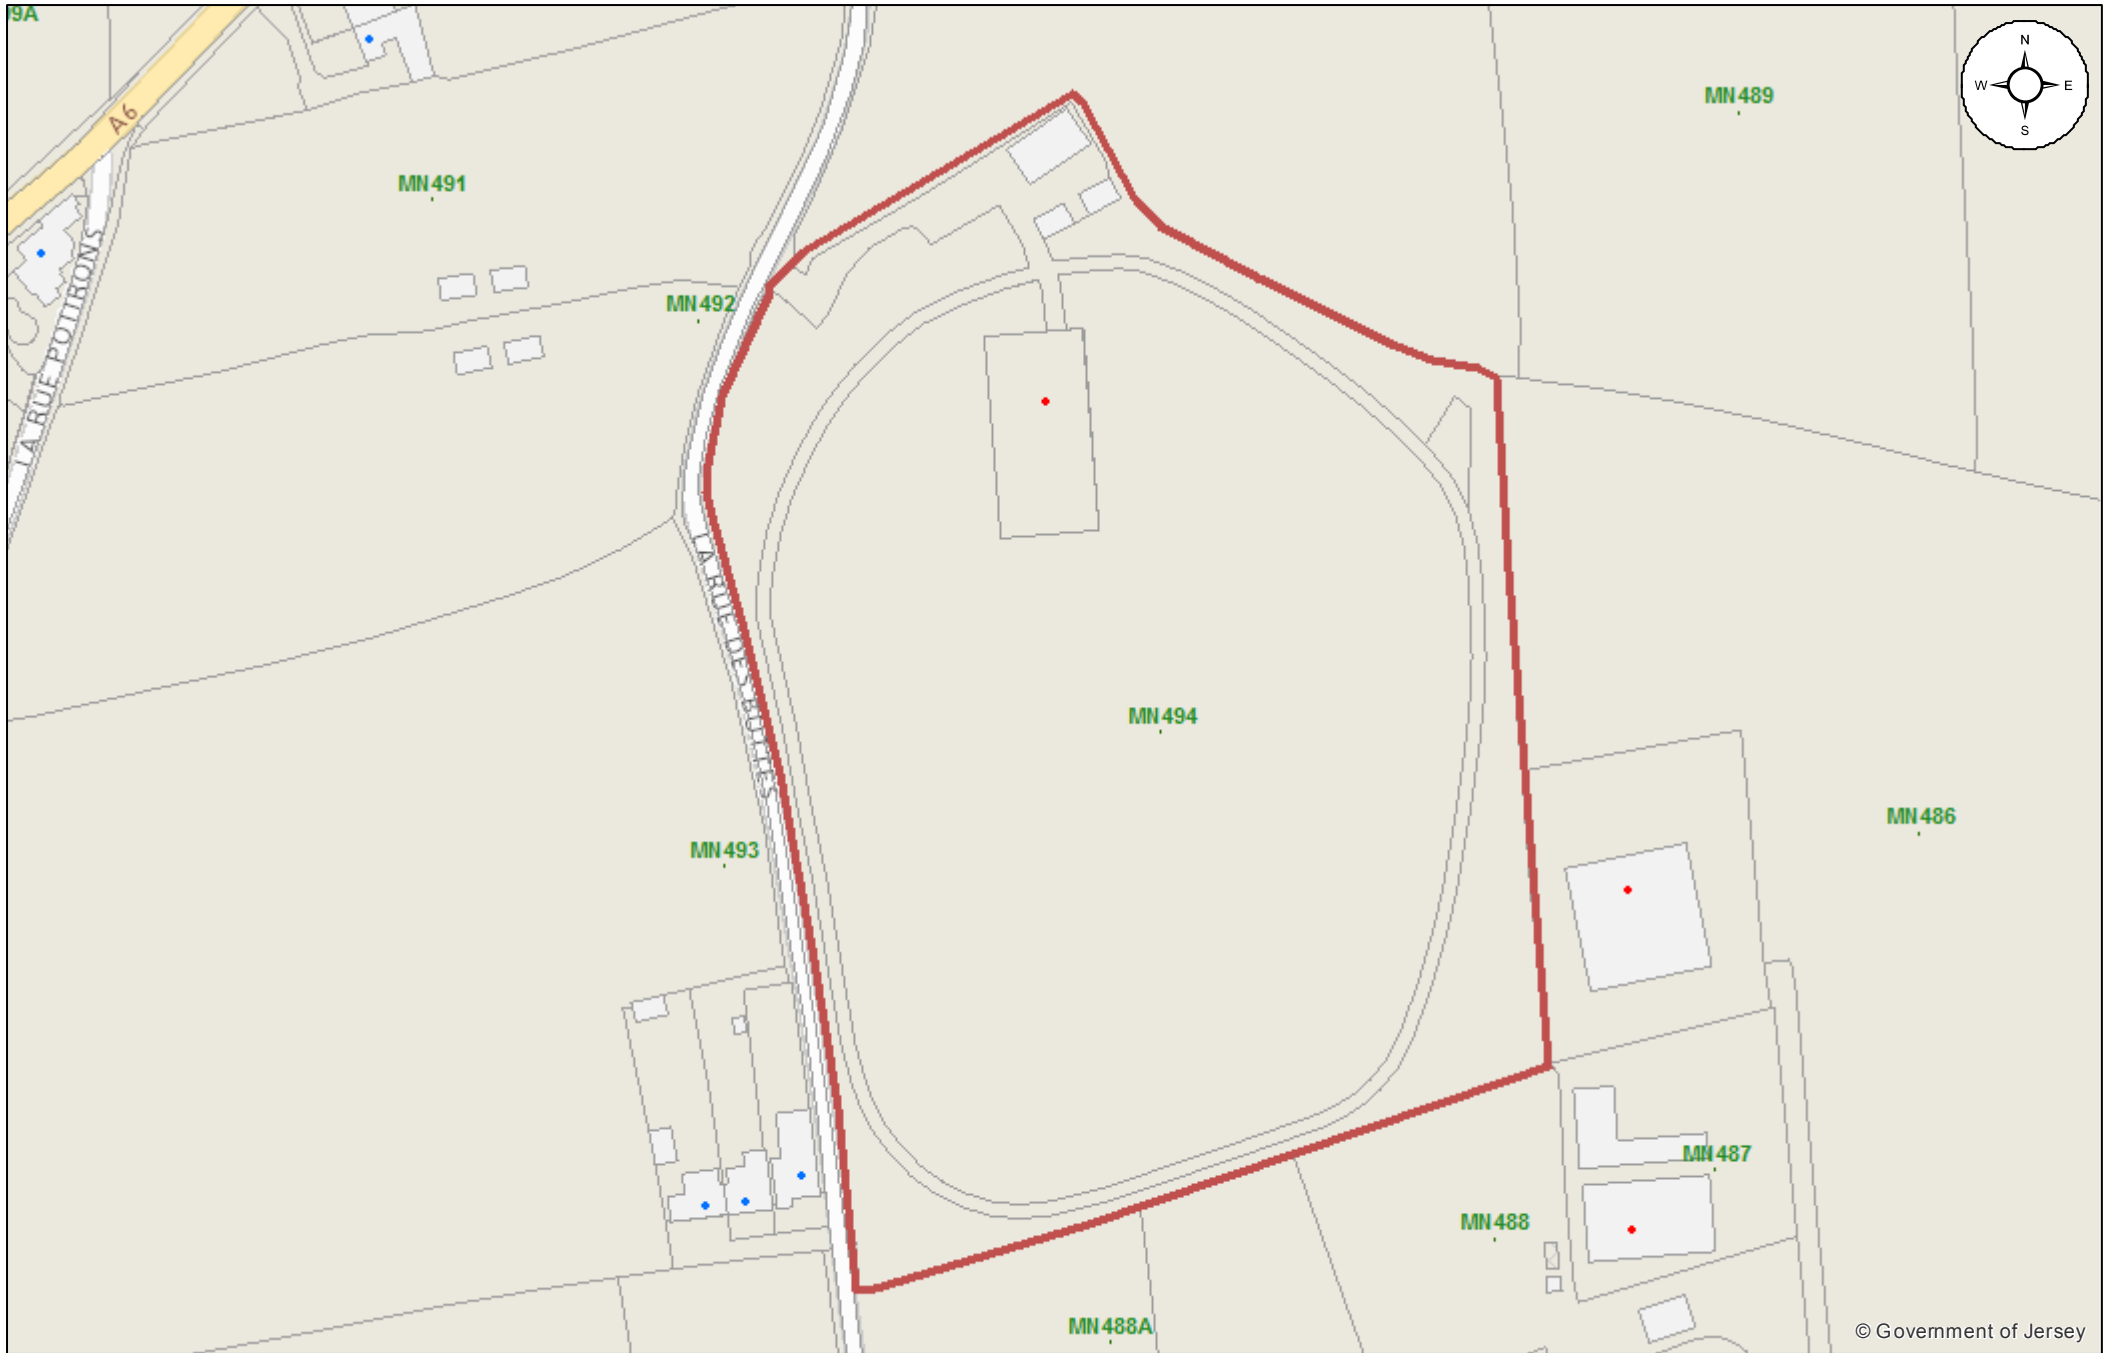 9A
N
W E
S
MN489
A6
MN491
MN492
LA RUE POTIRONS
LA RUE DES BUTTES
MN494
MN486
MN493
MN487
MN488
MN488A
© Government of Jersey